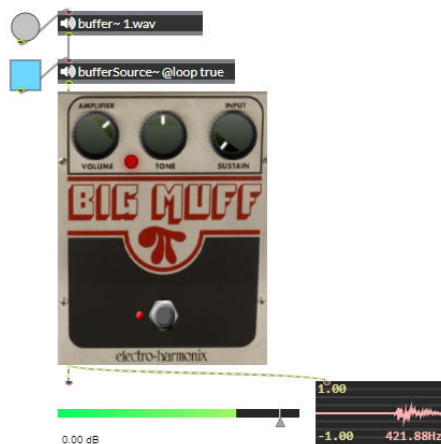 buffer~ 1.wav
bufferSource~ @loop true
AMPLIFIER
INPUT
VOLUME
TONE
SUSTAIN
BIG MUFF
π
electro-harmonix
1.00
-1.00
421.88Hz
0.00 dB